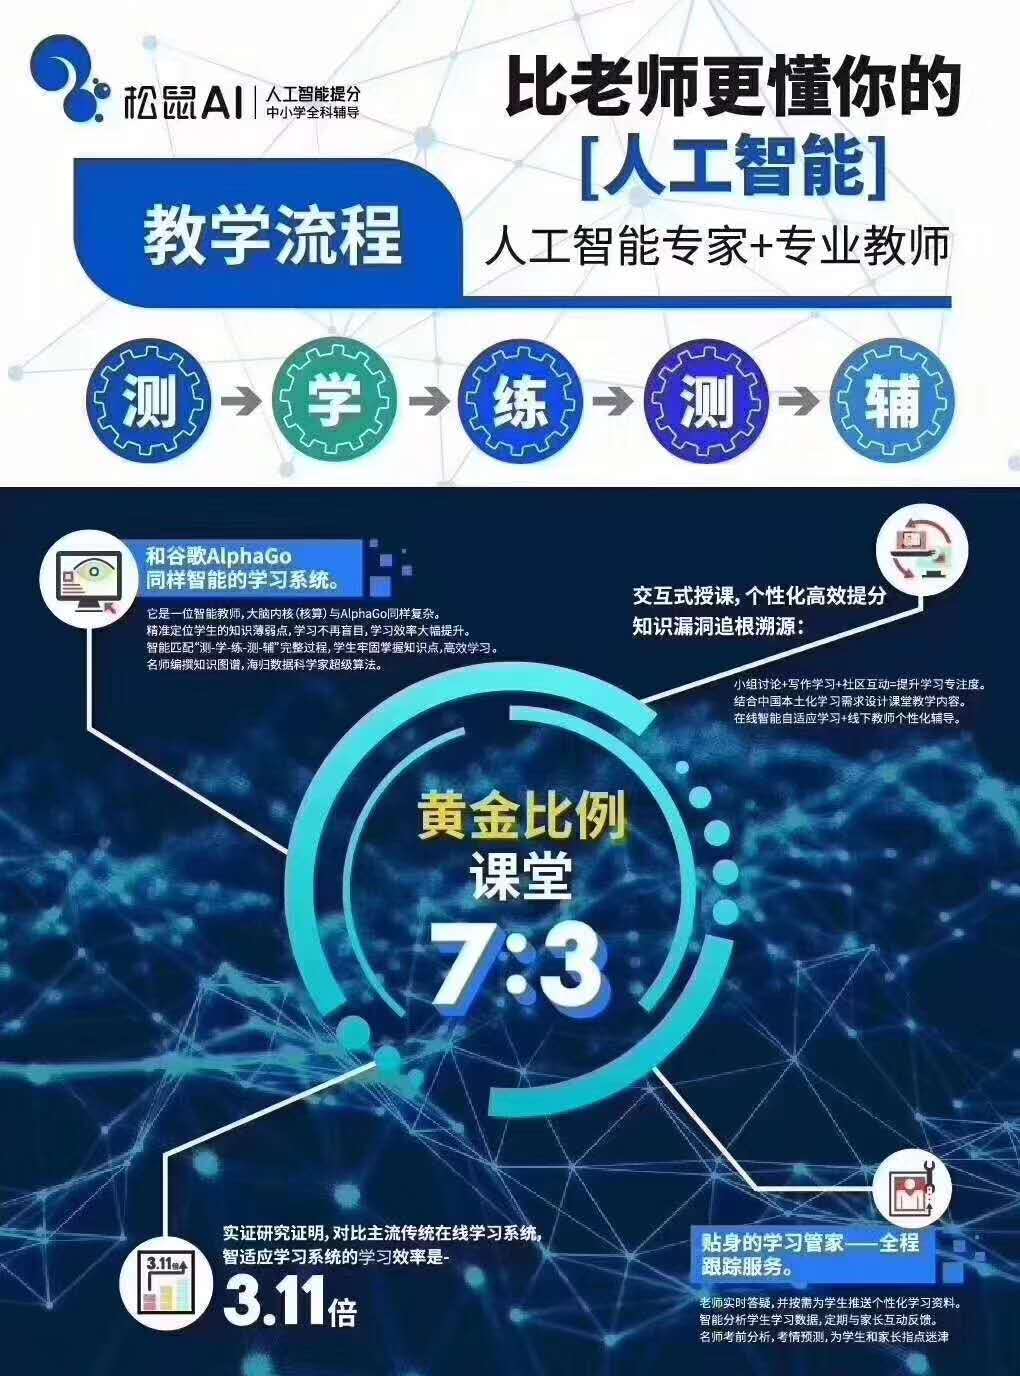 松鼠AI
人工智能提分
中小学全科辅导
比老师更懂你的
[人工智能]
人工智能专家+专业教师
教学流程
测
学
练
测
辅
和谷歌AlphaGo
同样智能的学习系统。
它是一位智能教师,大脑内核(核算)与AlphaGo同样复杂。
精准定位学生的知识薄弱点,学习不再盲目,学习效率大幅提升。
智能匹配“测-学-练-测-辅”完整过程,学生牢固掌握知识点,高效学习。
名师编撰知识图谱,海归数据科学家超级算法。
交互式授课,个性化高效提分
知识漏洞追根溯源：
小组讨论+写作学习+社区互动=提升学习专注度。
结合中国本土化学习需求设计课堂教学内容。
在线智能自适应学习+线下教师个性化辅导。
黄金比例
课堂
7:3
3.11倍
实证研究证明,对比主流传统在线学习系统,
智适应学习系统的学习效率是-
3.11倍
贴身的学习管家——全程
跟踪服务。
老师实时答疑,并按需为学生推送个性化学习资料。
智能分析学生学习数据,定期与家长互动反馈。
名师考前分析,考情预测,为学生和家长指点迷津